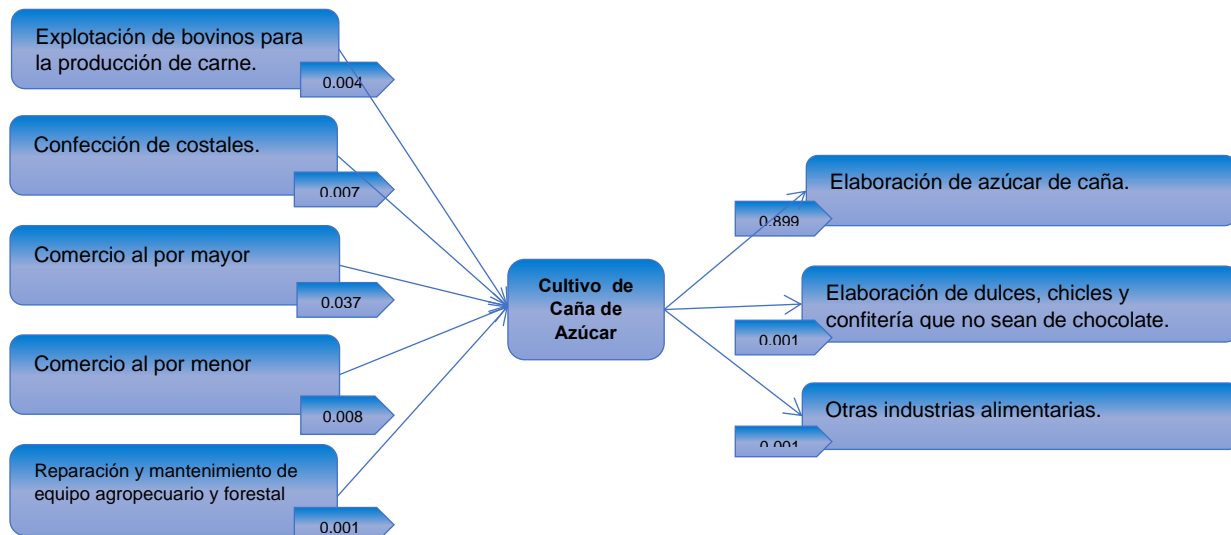 Explotación de bovinos para
la producción de carne.
0.004
Confección de costales.
0.007
Comercio al por mayor
0.037
Comercio al por menor
0.008
Reparación y mantenimiento de
equipo agropecuario y forestal
0.001
Cultivo de
Caña de
Azúcar
Elaboración de azúcar de caña.
0.899
Elaboración de dulces, chicles y
confitería que no sean de chocolate.
0.001
Otras industrias alimentarias.
0.001